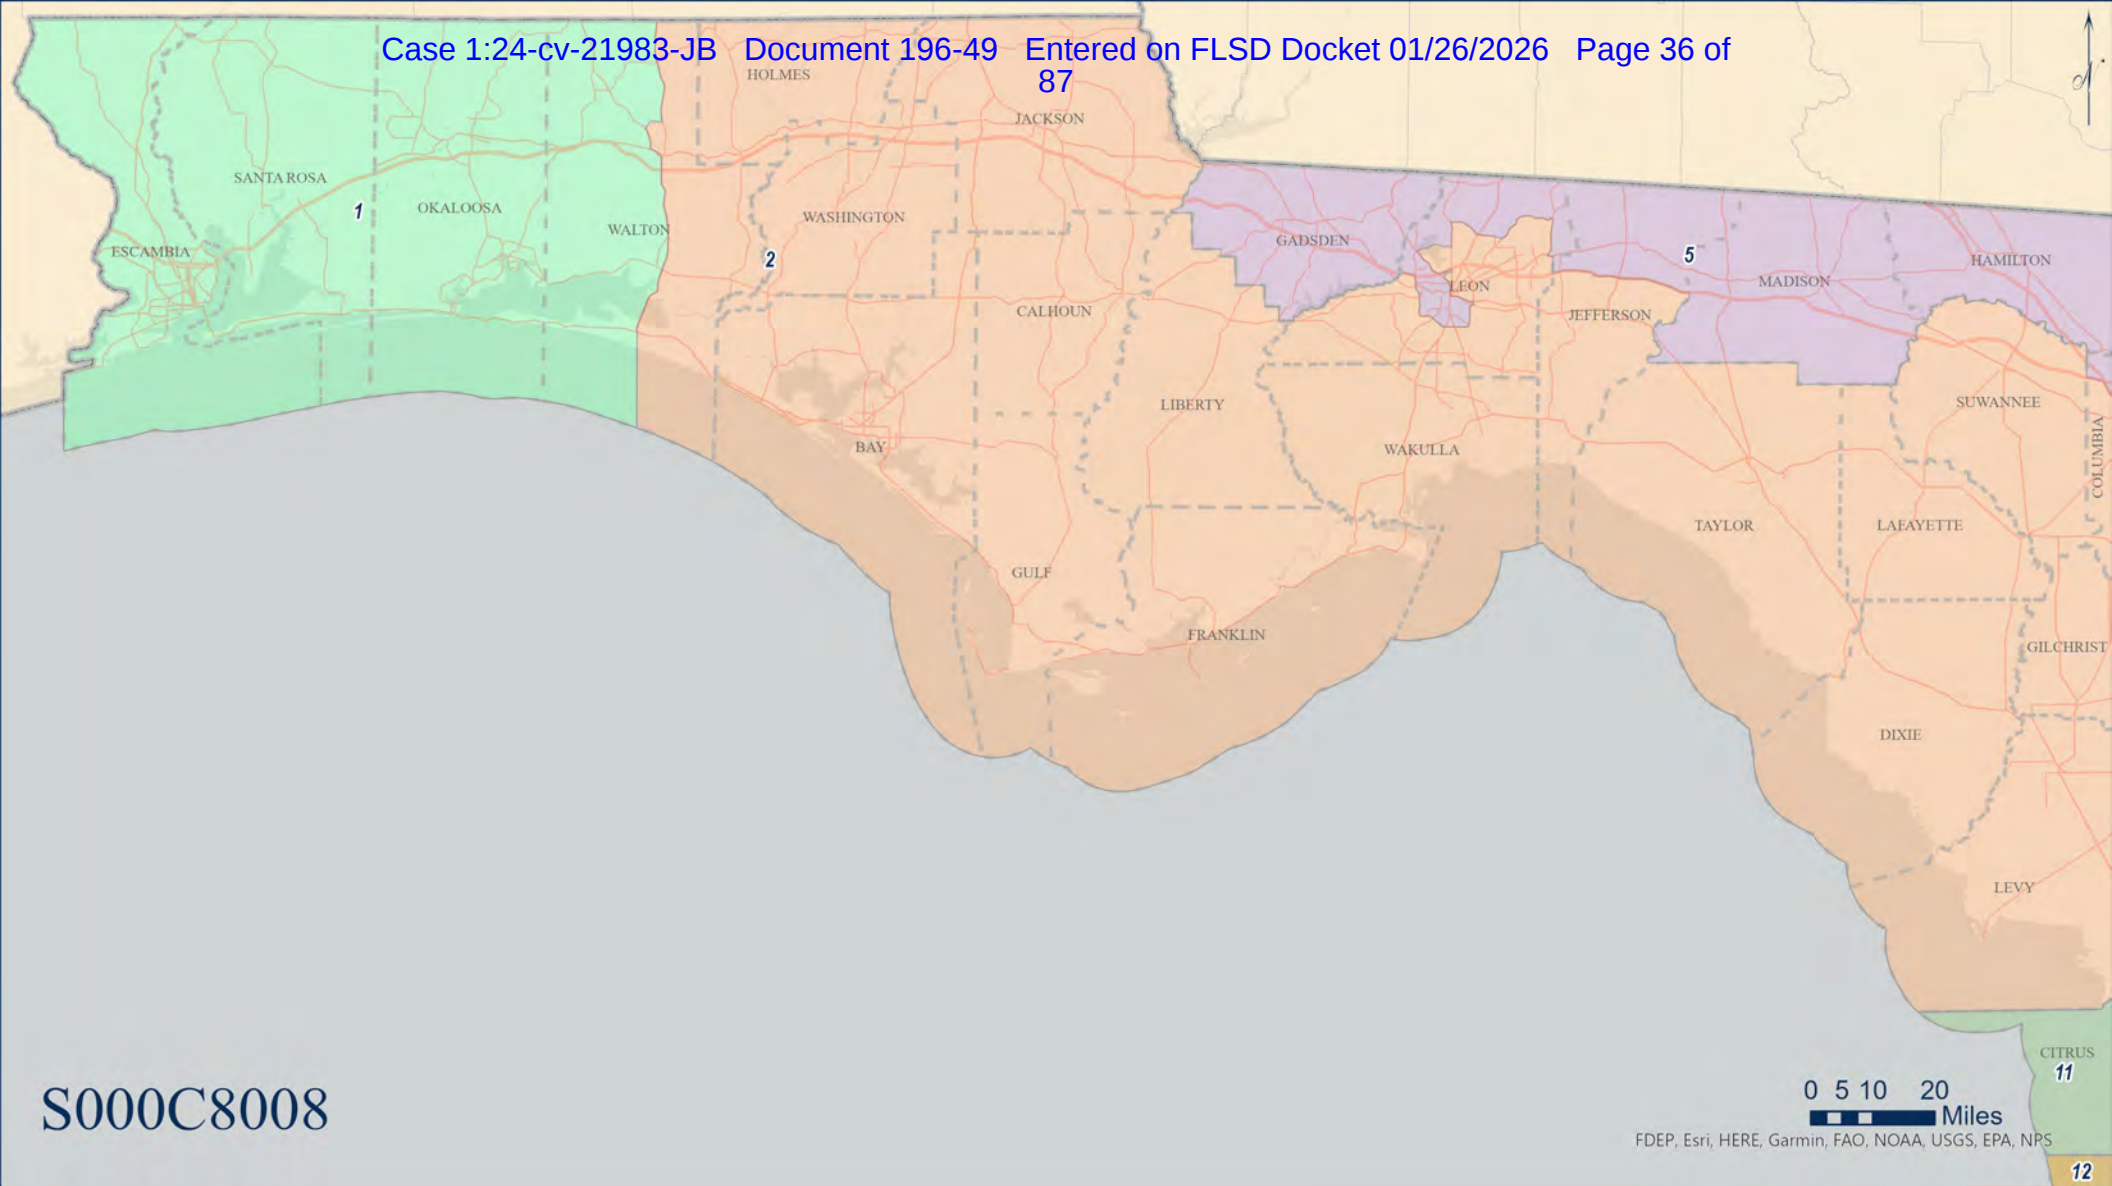 Case 1:24-cv-21983-JB Document 196-49 Entered on FLSD Docket 01/26/2026 Page 36 of
87
N
HOLMES
JACKSON
SANTA ROSA
1
OKALOOSA
WALTON
WASHINGTON
ESCAMBIA
2
GADSDEN
5
HAMILTON
LEON
MADISON
CALHOUN
JEFFERSON
LIBERTY
SUWANNEE
BAY
WAKULLA
COLUMBIA
TAYLOR
LAFAYETTE
GULF
FRANKLIN
GILCHRIST
DIXIE
LEVY
CITRUS
11
S000C8008
0 5 10 20
Miles
FDEP, Esri, HERE, Garmin, FAO, NOAA, USGS, EPA, NPS
12